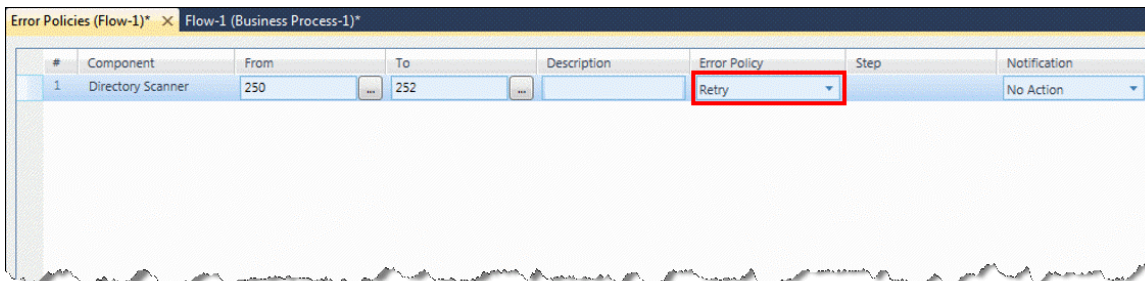 Error Policies (Flow-1)* Flow-1 (Business Process-1)*
# Component From To Description Error Policy Step Notification
1 Directory Scanner 250 ... 252 ... Retry No Action